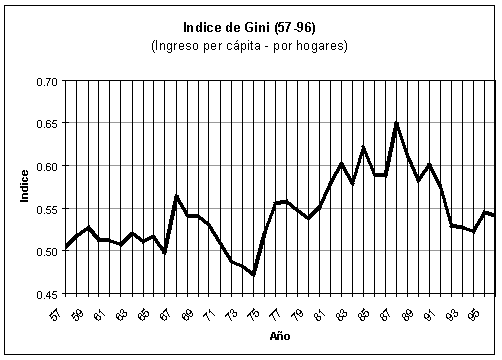 Indice de Gini (57-96)
(Ingreso per cápita - por hogares)
0.70
0.65
0.60
0.55
0.50
0.45
Indice
57 59 61 63 65 67 69 71 73 75 77 79 81 83 85 87 89 91 93 95
Año